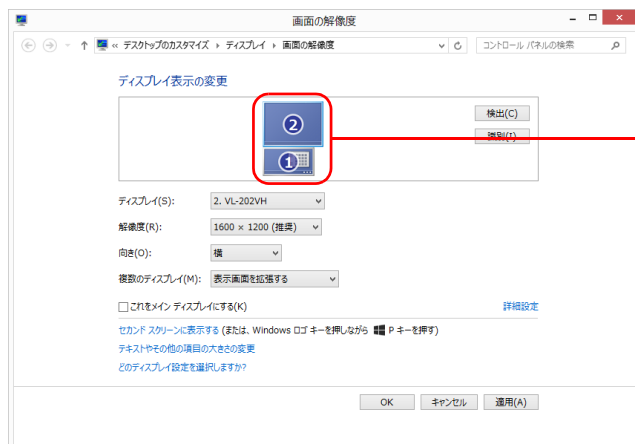 画面の解像度
« デスクトップのカスタマイズ ▸ ディスプレイ ▸ 画面の解像度
コントロール パネルの検索
ディスプレイ表示の変更
2
1
検出(C)
識別(I)
ディスプレイ(S): 2. VL-202VH
解像度(R): 1600 × 1200 (推奨)
向き(O): 横
複数のディスプレイ(M): 表示画面を拡張する
これをメイン ディスプレイにする(K) 詳細設定
セカンド スクリーンに表示する (または、Windows ロゴ キーを押しながら P キーを押す)
テキストやその他の項目の大きさの変更
どのディスプレイ設定を選択しますか?
OK キャンセル 適用(A)